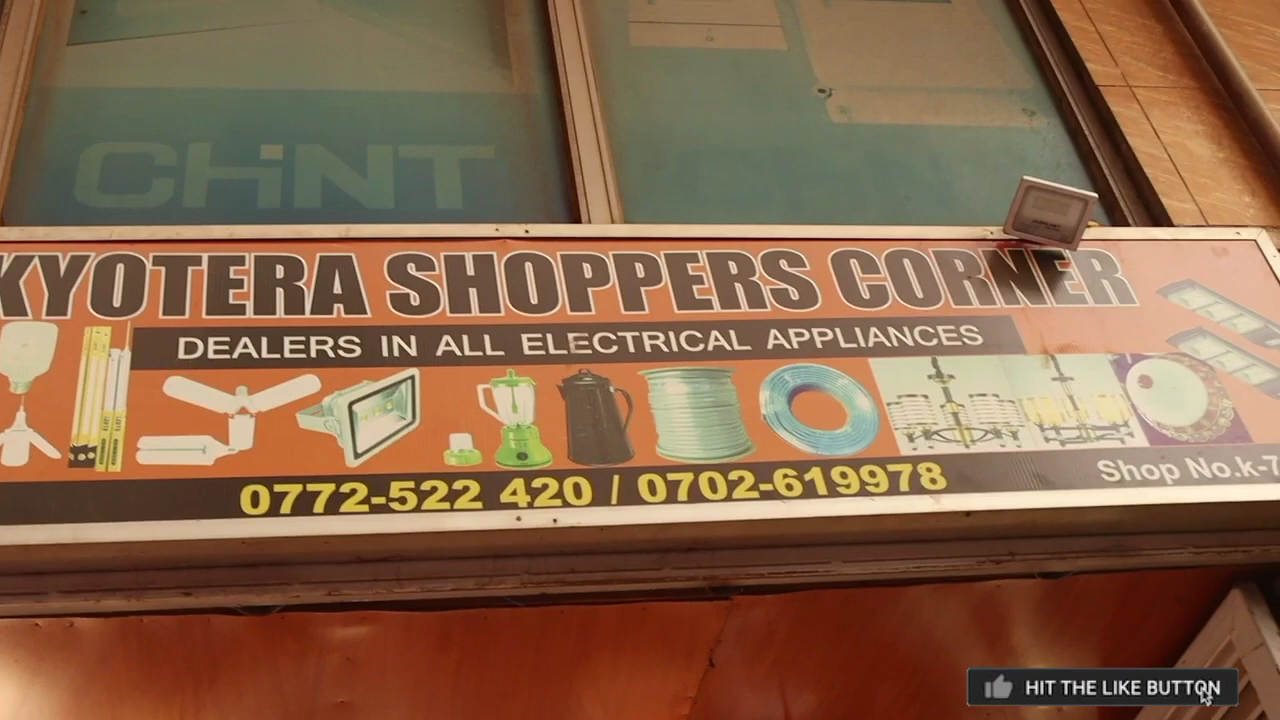 CHiNT
KYOTERA SHOPPERS CORNER
DEALERS IN ALL ELECTRICAL APPLIANCES
0772-522 420 / 0702-619978
Shop No.k-7
HIT THE LIKE BUTTON